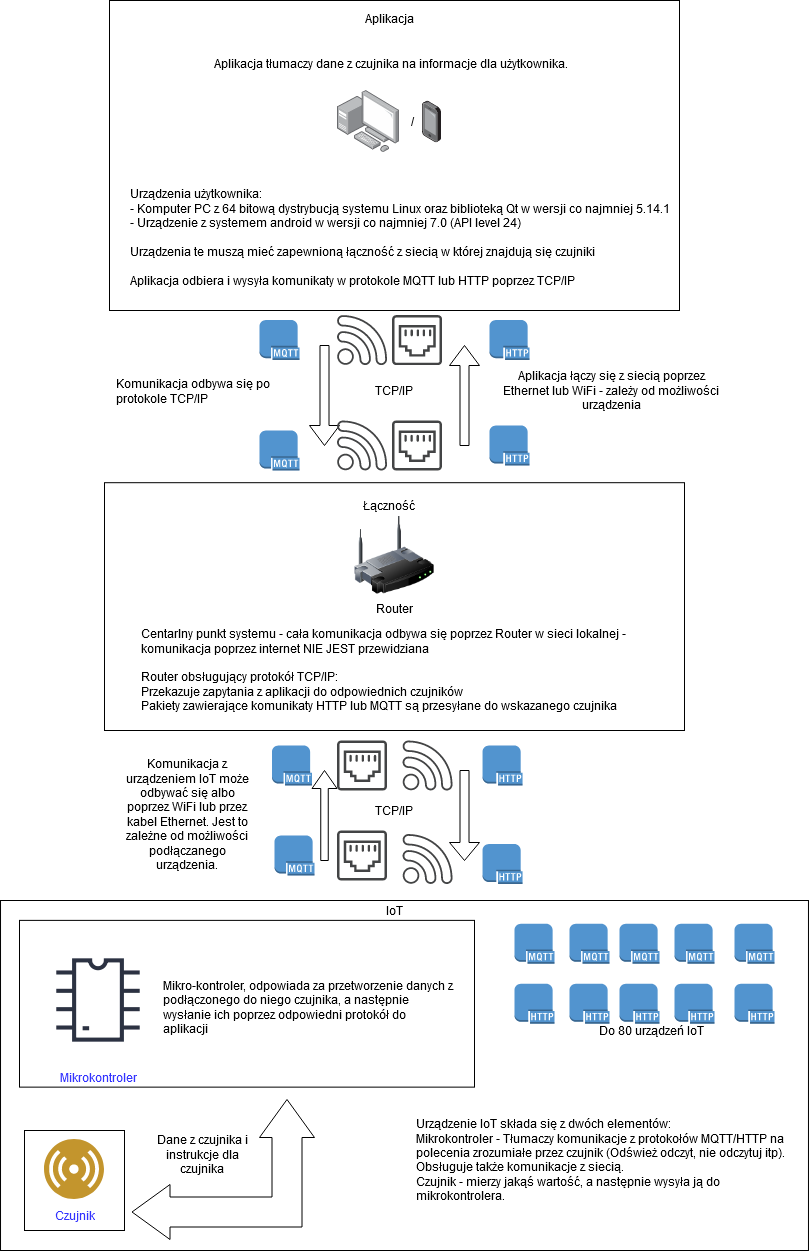 Aplikacja
Aplikacja tłumaczy dane z czujnika na informacje dla użytkownika.
/
Urządzenia użytkownika:
- Komputer PC z 64 bitową dystrybucją systemu Linux oraz biblioteką Qt w wersji co najmniej 5.14.1
- Urządzenie z systemem android w wersji co najmniej 7.0 (API level 24)
Urządzenia te muszą mieć zapewnioną łączność z siecią w której znajdują się czujniki
Aplikacja odbiera i wysyła komunikaty w protokole MQTT lub HTTP poprzez TCP/IP
MQTT
HTTP
Komunikacja odbywa się po
protokole TCP/IP
TCP/IP
Aplikacja łączy się z siecią poprzez
Ethernet lub WiFi - zależy od możliwości
urządzenia
MQTT
HTTP
Łączność
Router
Centarlny punkt systemu - cała komunikacja odbywa się poprzez Router w sieci lokalnej -
komunikacja poprzez internet NIE JEST przewidziana
Router obsługujący protokół TCP/IP:
Przekazuje zapytania z aplikacji do odpowiednich czujników
Pakiety zawierające komunikaty HTTP lub MQTT są przesyłane do wskazanego czujnika
Komunikacja z
urządzeniem IoT może
odbywać się albo
poprzez WiFi lub przez
kabel Ethernet. Jest to
zależne od możliwości
podłączanego
urządzenia.
MQTT
HTTP
TCP/IP
MQTT
HTTP
IoT
Mikro-kontroler, odpowiada za przetworzenie danych z
podłączonego do niego czujnika, a następnie
wysłanie ich poprzez odpowiedni protokół do
aplikacji
Mikrokontroler
MQTT MQTT MQTT MQTT MQTT
HTTP HTTP HTTP HTTP HTTP
Do 80 urządzeń IoT
Dane z czujnika i
instrukcje dla
czujnika
Czujnik
Urządzenie IoT składa się z dwóch elementów:
Mikrokontroler - Tłumaczy komunikacje z protokołów MQTT/HTTP na
polecenia zrozumiałe przez czujnik (Odśwież odczyt, nie odczytuj itp).
Obsługuje także komunikacje z siecią.
Czujnik - mierzy jakąś wartość, a następnie wysyła ją do
mikrokontrolera.